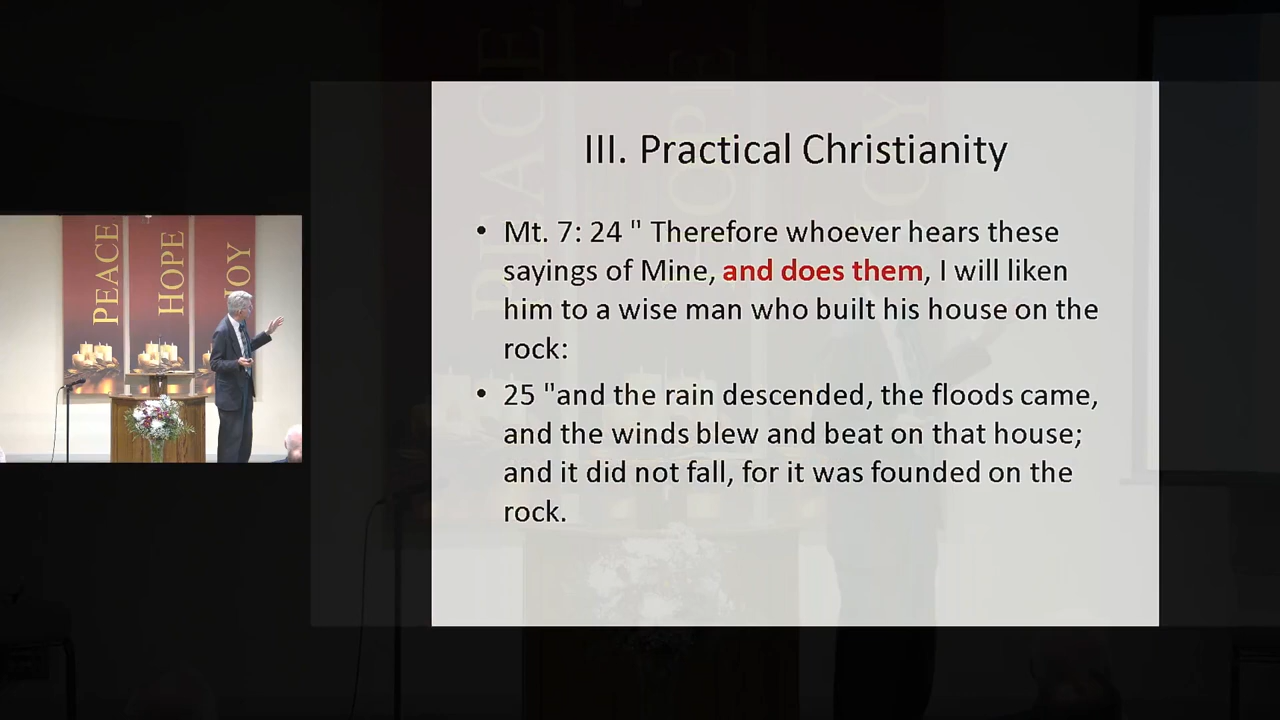 PEACE
HOPE
JOY
III. Practical Christianity
• Mt. 7: 24 " Therefore whoever hears these
sayings of Mine, and does them, I will liken
him to a wise man who built his house on the
rock:
• 25 "and the rain descended, the floods came,
and the winds blew and beat on that house;
and it did not fall, for it was founded on the
rock.